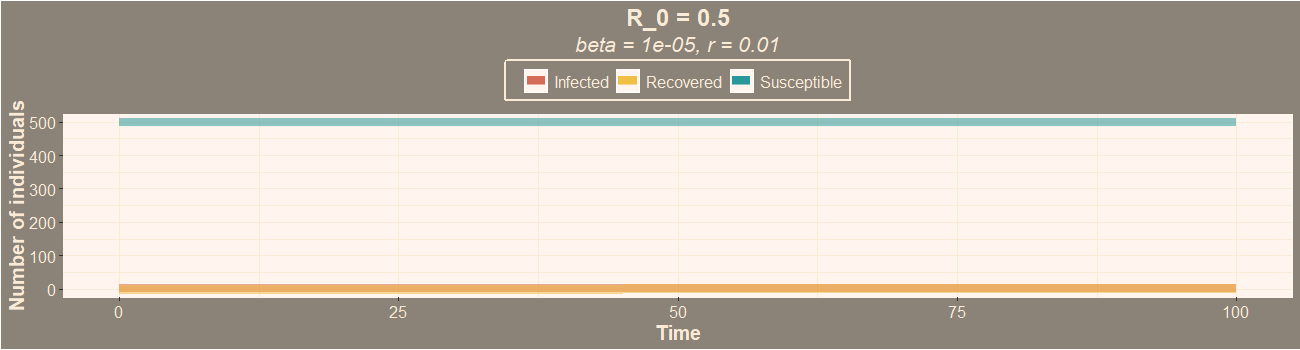 R_0 = 0.5
beta = 1e-05, r = 0.01
Infected Recovered Susceptible
Number of individuals
500
400
300
200
100
0
0 25 50 75 100
Time